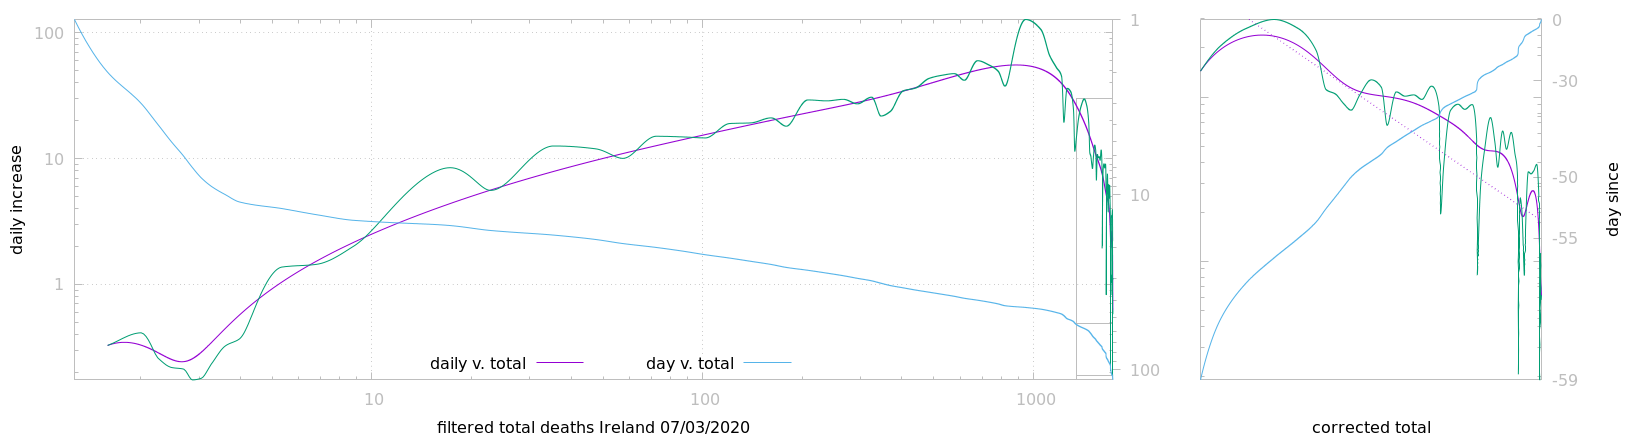 daily increase
100
10
1
10
100
1000
filtered total deaths Ireland 07/03/2020
daily v. total
day v. total
1
10
100
0
-30
-50
-55
-59
day since
corrected total